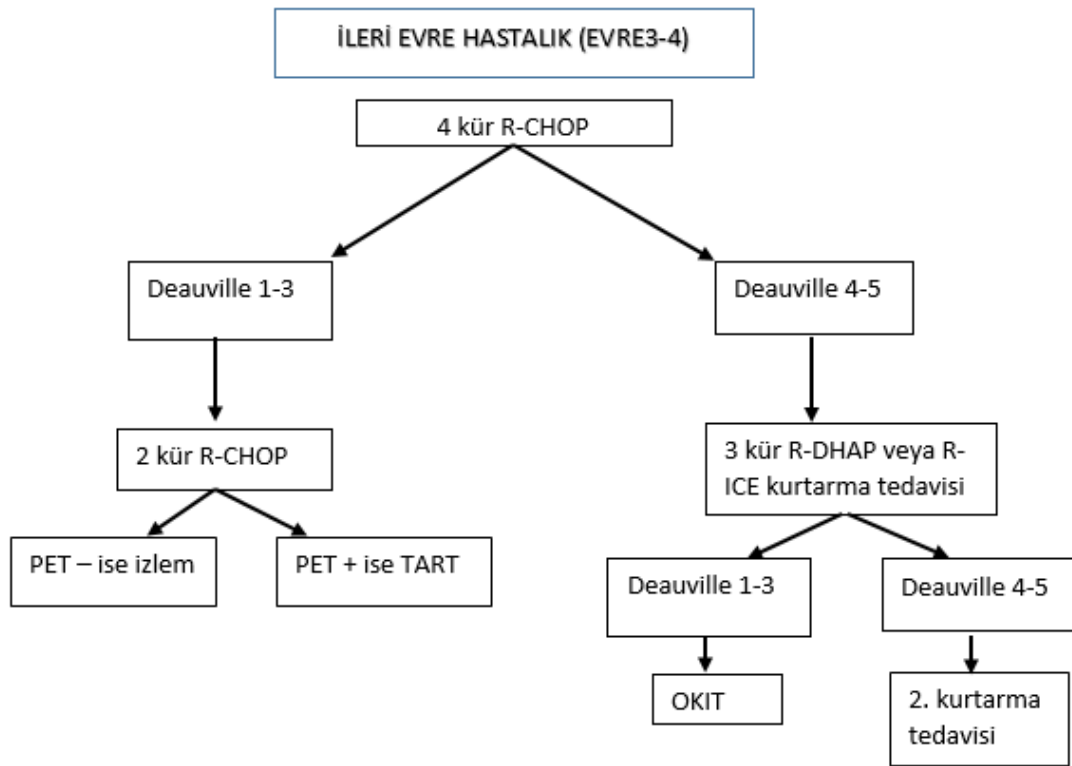 İLERİ EVRE HASTALIK (EVRE3-4)
4 kür R-CHOP
Deauville 1-3
Deauville 4-5
2 kür R-CHOP
3 kür R-DHAP veya R-
ICE kurtarma tedavisi
PET – ise izlem
PET + ise TART
Deauville 1-3
Deauville 4-5
OKIT
2. kurtarma
tedavisi